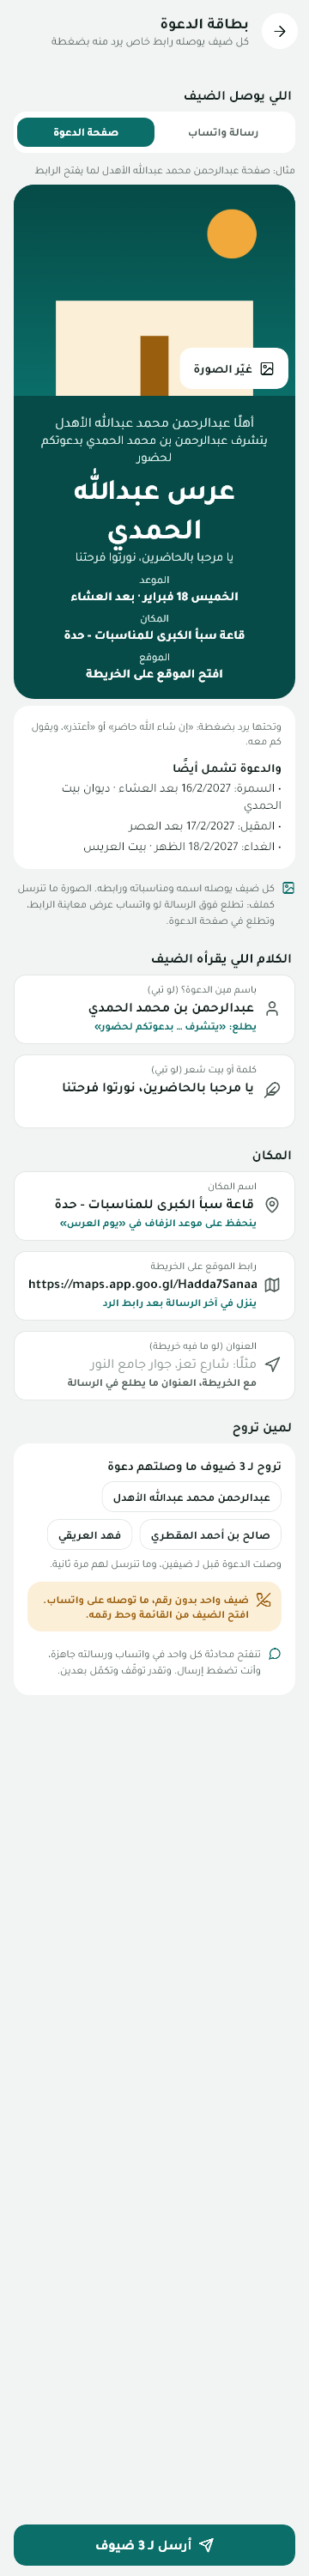 بطاقة الدعوة
كل ضيف يوصله رابط خاص يرد منه بضغطة
اللي يوصل الضيف
رسالة واتساب
صفحة الدعوة
مثال: صفحة عبدالرحمن محمد عبدالله الأهدل لما يفتح الرابط
غيّر الصورة
أهلًا عبدالرحمن محمد عبدالله الأهدل
يتشرف عبدالرحمن بن محمد الحمدي بدعوتكم
لحضور
عرس عبدالله
الحمدي
يا مرحبا بالحاضرين، نورتوا فرحتنا
الموعد
الخميس 18 فبراير · بعد العشاء
المكان
قاعة سبأ الكبرى للمناسبات - حدة
الموقع
افتح الموقع على الخريطة
وتحتها يرد بضغطة: «إن شاء الله حاضر» أو «أعتذر»، ويقول
كم معه.
والدعوة تشمل أيضًا
• السمرة: 16/2/2027 بعد العشاء · ديوان بيت
الحمدي
• المقيل: 17/2/2027 بعد العصر
• الغداء: 18/2/2027 الظهر · بيت العريس
كل ضيف يوصله اسمه ومناسباته ورابطه. الصورة ما تنرسل
كملف: تطلع فوق الرسالة لو واتساب عرض معاينة الرابط،
وتطلع في صفحة الدعوة.
الكلام اللي يقرأه الضيف
باسم مين الدعوة؟ (لو تبي)
عبدالرحمن بن محمد الحمدي
يطلع: «يتشرف … بدعوتكم لحضور»
كلمة أو بيت شعر (لو تبي)
يا مرحبا بالحاضرين، نورتوا فرحتنا
المكان
اسم المكان
قاعة سبأ الكبرى للمناسبات - حدة
ينحفظ على موعد الزفاف في «يوم العرس»
رابط الموقع على الخريطة
https://maps.app.goo.gl/Hadda7Sanaa
ينزل في آخر الرسالة بعد رابط الرد
العنوان (لو ما فيه خريطة)
مثلًا: شارع تعز، جوار جامع النور
مع الخريطة، العنوان ما يطلع في الرسالة
لمين تروح
تروح لـ 3 ضيوف ما وصلتهم دعوة
عبدالرحمن محمد عبدالله الأهدل
صالح بن أحمد المقطري
فهد العريقي
وصلت الدعوة قبل لـ ضيفين، وما تنرسل لهم مرة ثانية.
ضيف واحد بدون رقم، ما توصله على واتساب.
افتح الضيف من القائمة وحط رقمه.
تنفتح محادثة كل واحد في واتساب ورسالته جاهزة،
وأنت تضغط إرسال. وتقدر توقّف وتكمّل بعدين.
أرسل لـ 3 ضيوف